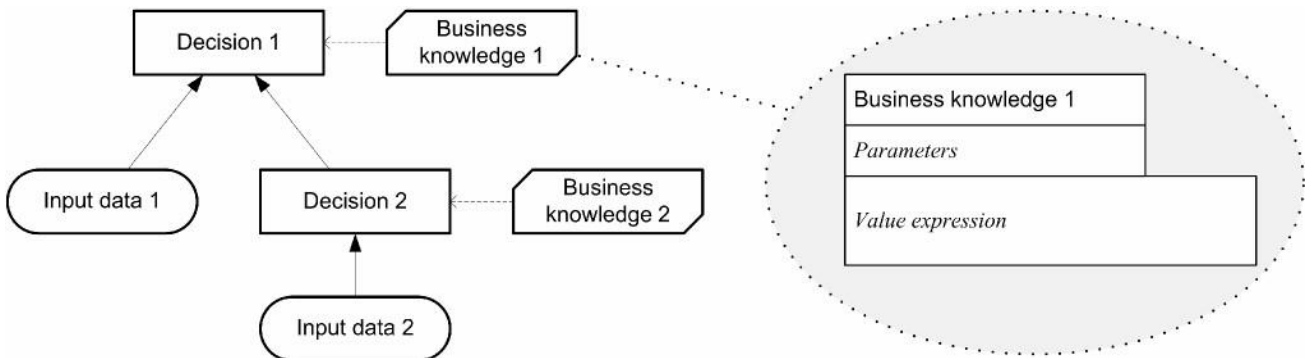 Decision 1
Business
knowledge 1
Business knowledge 1
Parameters
Value expression
Input data 1
Decision 2
Business
knowledge 2
Input data 2